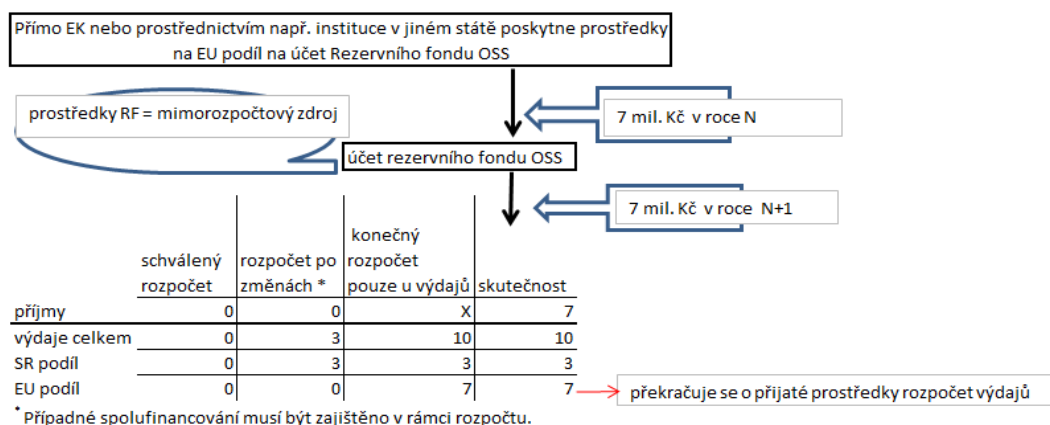 Přímo EK nebo prostřednictvím např. instituce v jiném státě poskytne prostředky
na EU podíl na účet Rezervního fondu OSS
prostředky RF = mimorozpočtový zdroj
7 mil. Kč v roce N
účet rezervního fondu OSS
7 mil. Kč v roce N+1
schválený rozpočet | rozpočet po změnách * | konečný rozpočet pouze u výdajů | skutečnost
příjmy 0 0 X 7
výdaje celkem 0 3 10 10
SR podíl 0 3 3 3
EU podíl 0 0 7 7
překračuje se o přijaté prostředky rozpočet výdajů
* Případné spolufinancování musí být zajištěno v rámci rozpočtu.